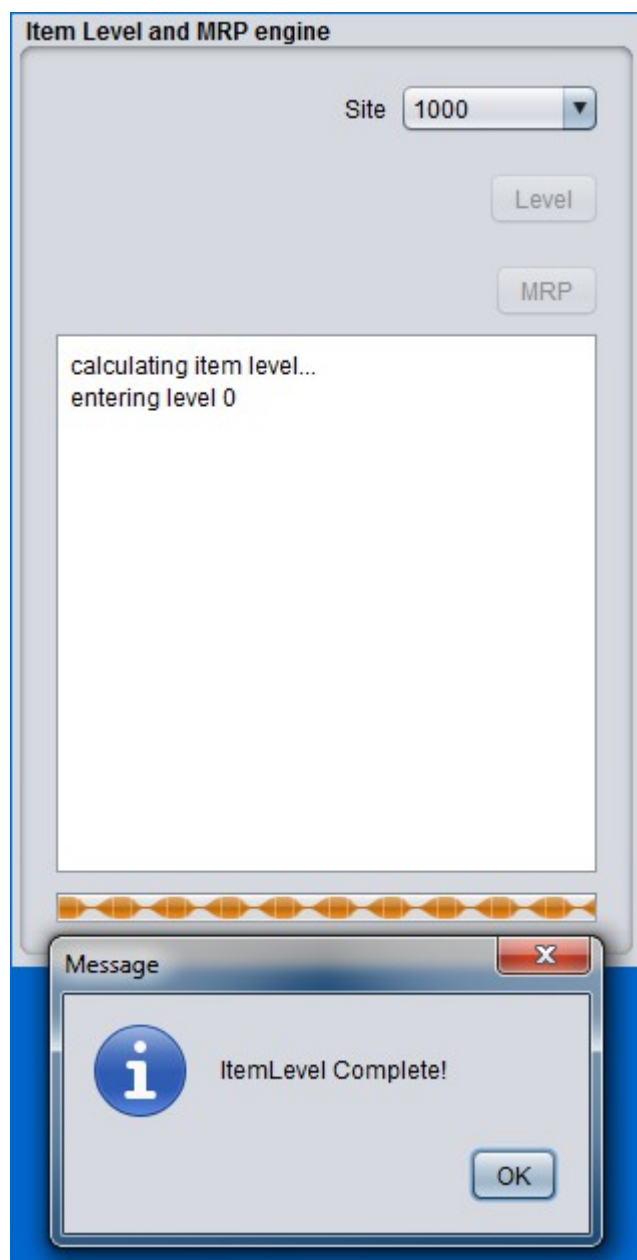 Item Level and MRP engine
Site 1000
Level
MRP
calculating item level...
entering level 0
Message
ItemLevel Complete!
OK